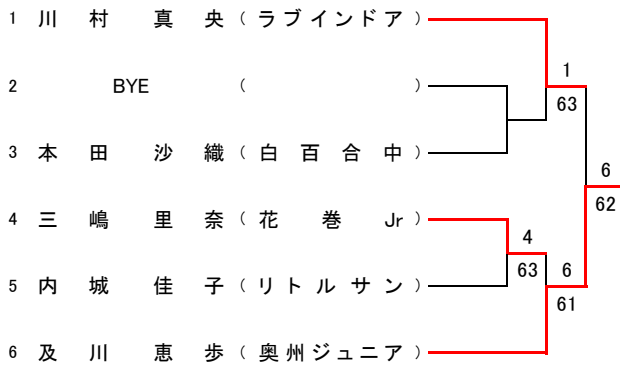 1 川 村 真 央 ( ラブインドア )
1
2 BYE ( )
63
3 本 田 沙 織 ( 白 百 合 中 )
6
62
4 三 嶋 里 奈 ( 花 巻 Jr )
4
63 6
5 内 城 佳 子 ( リトルサン )
61
6 及 川 恵 歩 ( 奥州ジュニア )